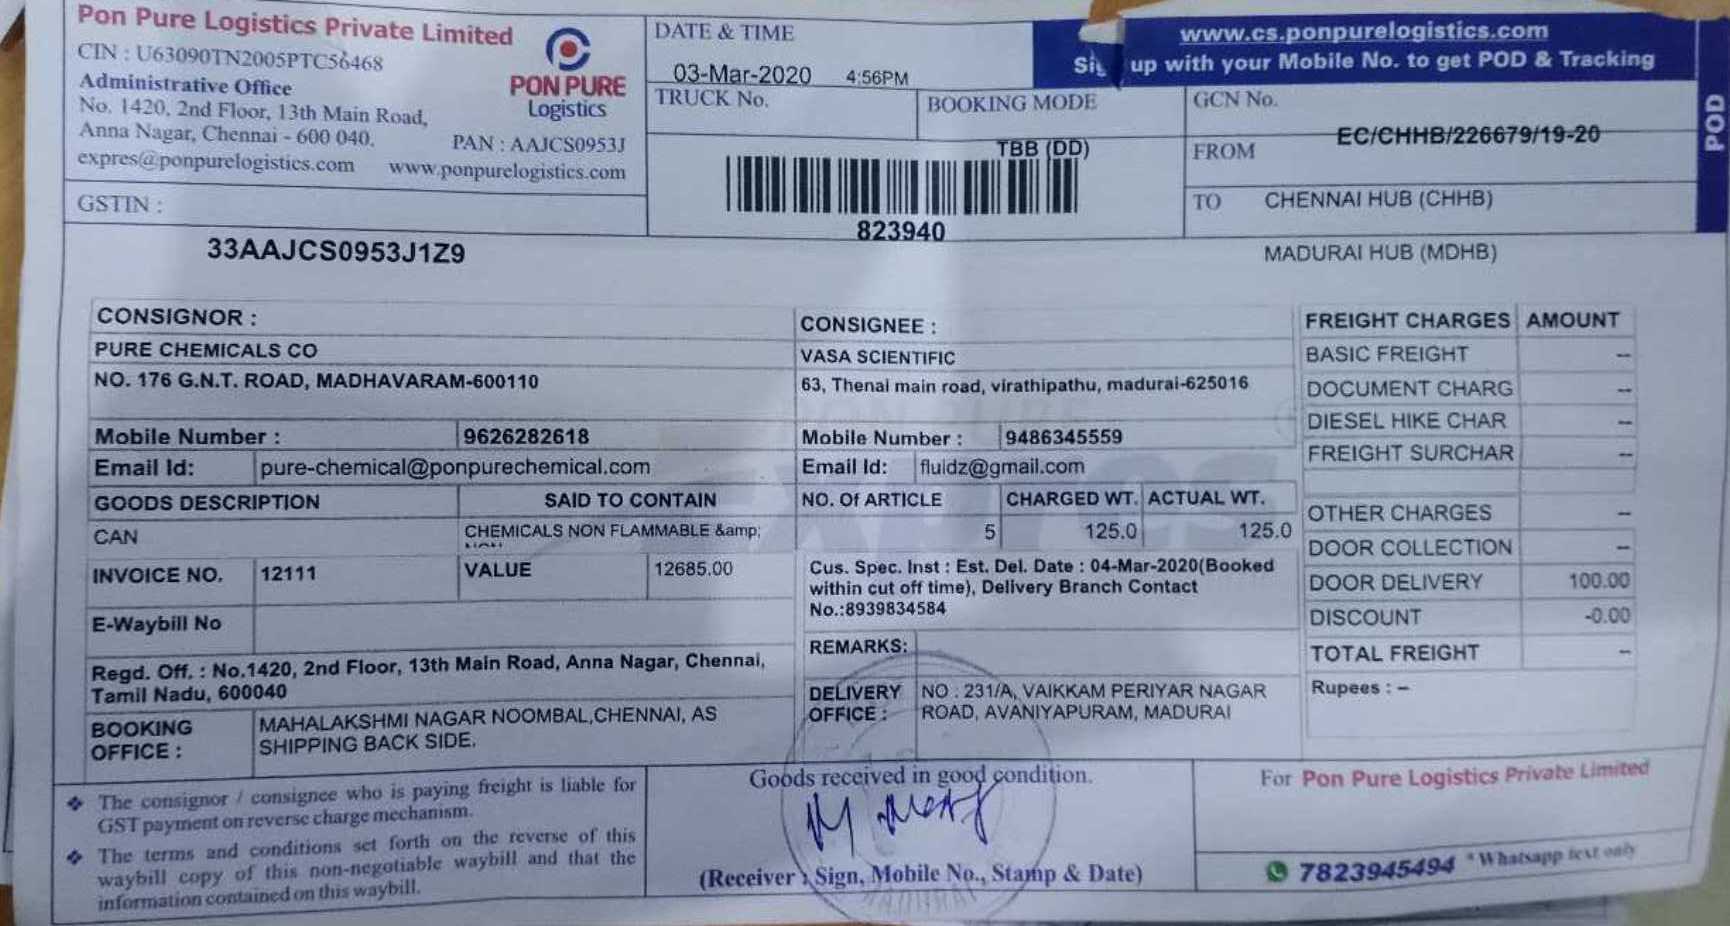 Pon Pure Logistics Private Limited
CIN : U63090TN2005PTC56468
Administrative Office
No. 1420, 2nd Floor, 13th Main Road,
Anna Nagar, Chennai - 600 040.
PAN : AAJCS0953J
expres@ponpurelogistics.com www.ponpurelogistics.com
PON PURE
Logistics
GSTIN :
33AAJCS0953J1Z9
DATE & TIME
03-Mar-2020 4:56PM
TRUCK No.
BOOKING MODE
TBB (DD)
823940
www.cs.ponpurelogistics.com
up with your Mobile No. to get POD & Tracking
GCN No.
EC/CHHB/226679/19-20
FROM
CHENNAI HUB (CHHB)
TO
MADURAI HUB (MDHB)
POD
CONSIGNOR :
PURE CHEMICALS CO
NO. 176 G.N.T. ROAD, MADHAVARAM-600110
Mobile Number : 9626282618
Email Id: pure-chemical@ponpurechemical.com
CONSIGNEE :
VASA SCIENTIFIC
63, Thenai main road, virathipathu, madurai-625016
Mobile Number : 9486345559
Email Id: fluidz@gmail.com
GOODS DESCRIPTION SAID TO CONTAIN NO. Of ARTICLE CHARGED WT. ACTUAL WT.
CAN CHEMICALS NON FLAMMABLE &amp; 5 125.0 125.0
INVOICE NO. 12111 VALUE 12685.00
E-Waybill No
Cus. Spec. Inst : Est. Del. Date : 04-Mar-2020(Booked
within cut off time), Delivery Branch Contact
No.:8939834584
REMARKS:
Regd. Off. : No.1420, 2nd Floor, 13th Main Road, Anna Nagar, Chennai,
Tamil Nadu, 600040
BOOKING OFFICE : MAHALAKSHMI NAGAR NOOMBAL,CHENNAI, AS
SHIPPING BACK SIDE.
DELIVERY OFFICE : NO : 231/A, VAIKKAM PERIYAR NAGAR
ROAD, AVANIYAPURAM, MADURAI
FREIGHT CHARGES AMOUNT
BASIC FREIGHT --
DOCUMENT CHARG --
DIESEL HIKE CHAR --
FREIGHT SURCHAR --
OTHER CHARGES --
DOOR COLLECTION --
DOOR DELIVERY 100.00
DISCOUNT -0.00
TOTAL FREIGHT --
Rupees : --
The consignor / consignee who is paying freight is liable for
GST payment on reverse charge mechanism.
The terms and conditions set forth on the reverse of this
waybill copy of this non-negotiable waybill and that the
information contained on this waybill.
Goods received in good condition.
(Receiver Sign, Mobile No., Stamp & Date)
For Pon Pure Logistics Private Limited
7823945494 * Whatsapp text only